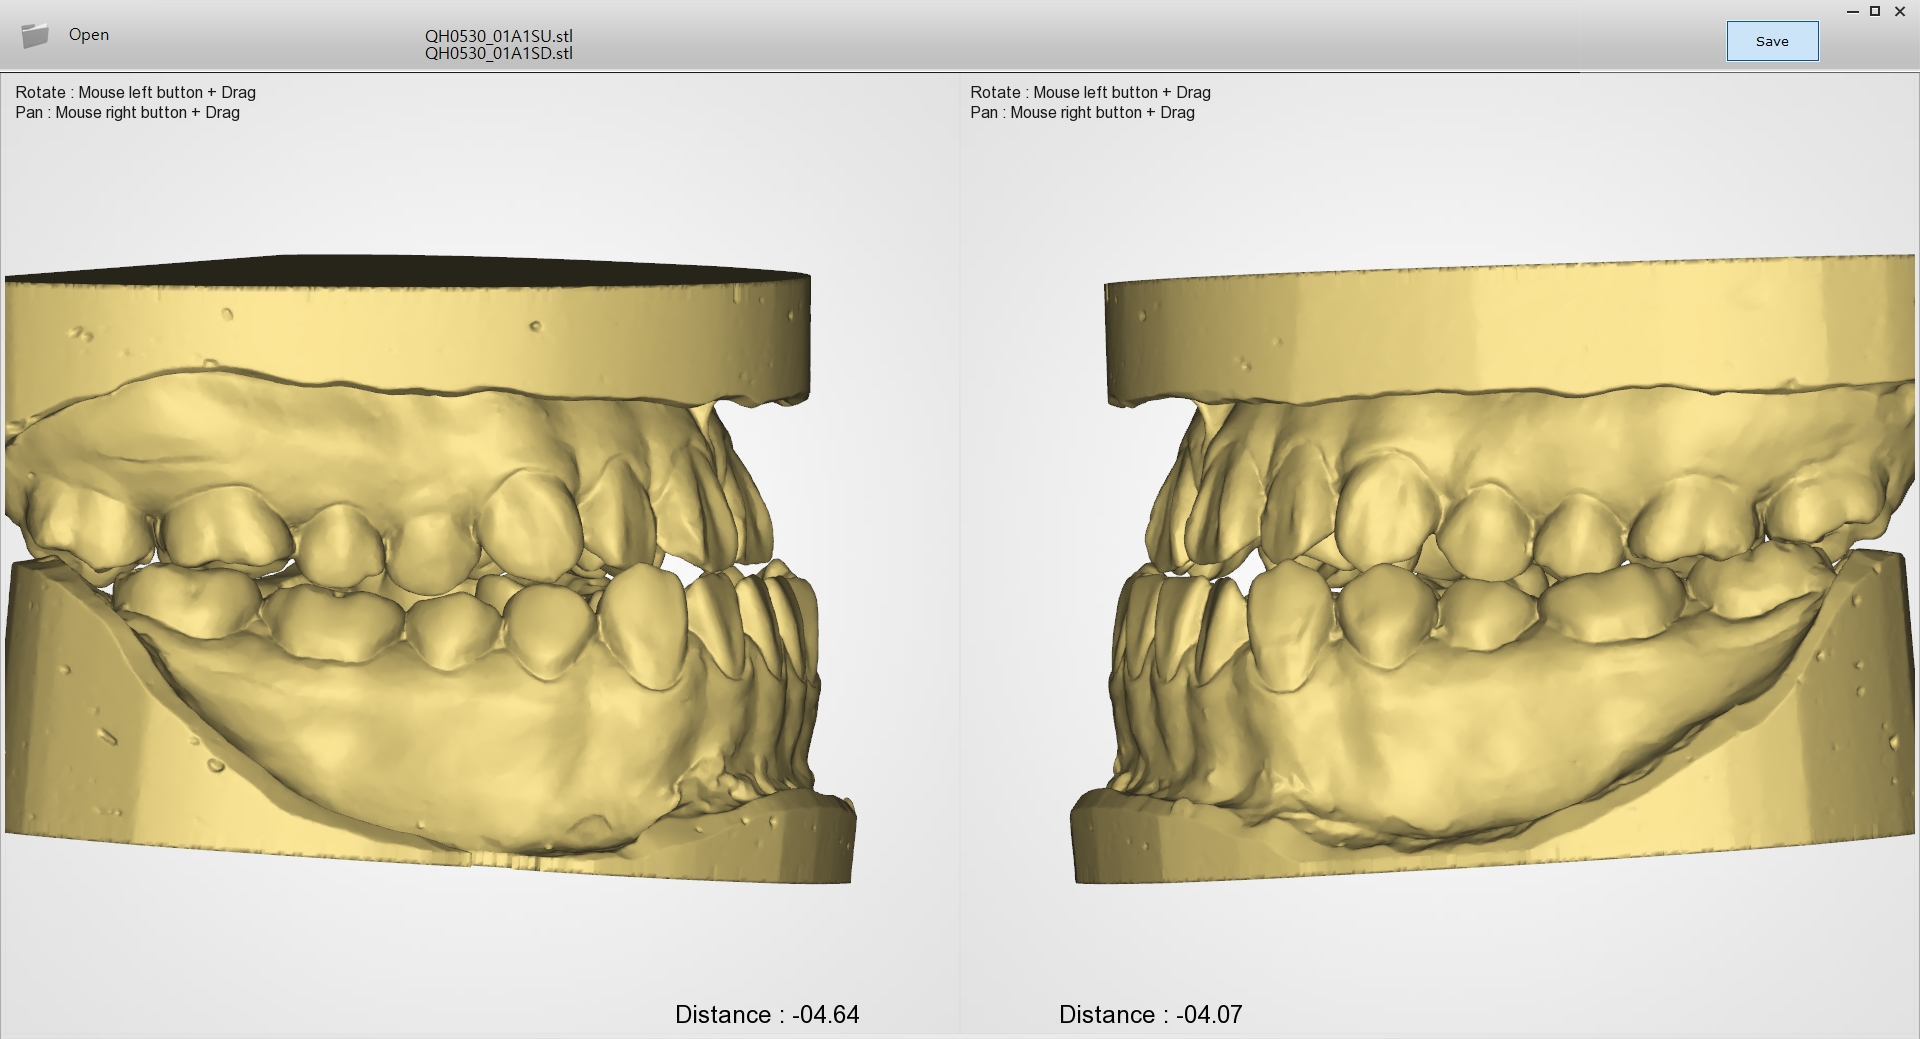 Open
QH0530_01A1SU.stl
QH0530_01A1SD.stl
Save
Rotate : Mouse left button + Drag
Pan : Mouse right button + Drag
Rotate : Mouse left button + Drag
Pan : Mouse right button + Drag
Distance : -04.64
Distance : -04.07